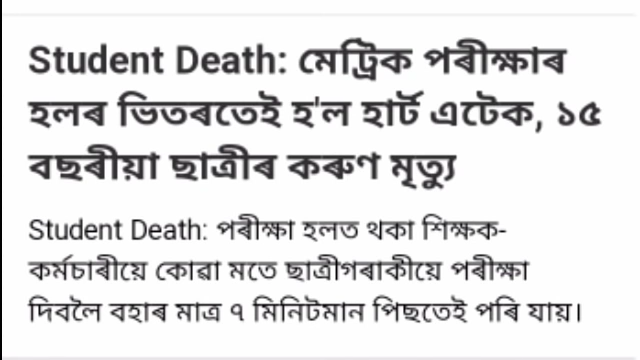 Student Death: মেট্ৰিক পৰীক্ষাৰ
হলৰ ভিতৰতেই হ'ল হাৰ্ট এটেক, ১৫
বছৰীয়া ছাত্ৰীৰ কৰুণ মৃত্যু
Student Death: পৰীক্ষা হলত থকা শিক্ষক-
কৰ্মচাৰীয়ে কোৱা মতে ছাত্ৰীগৰাকীয়ে পৰীক্ষা
দিবলৈ বহাৰ মাত্ৰ ৭ মিনিটমান পিছতেই পৰি যায়।